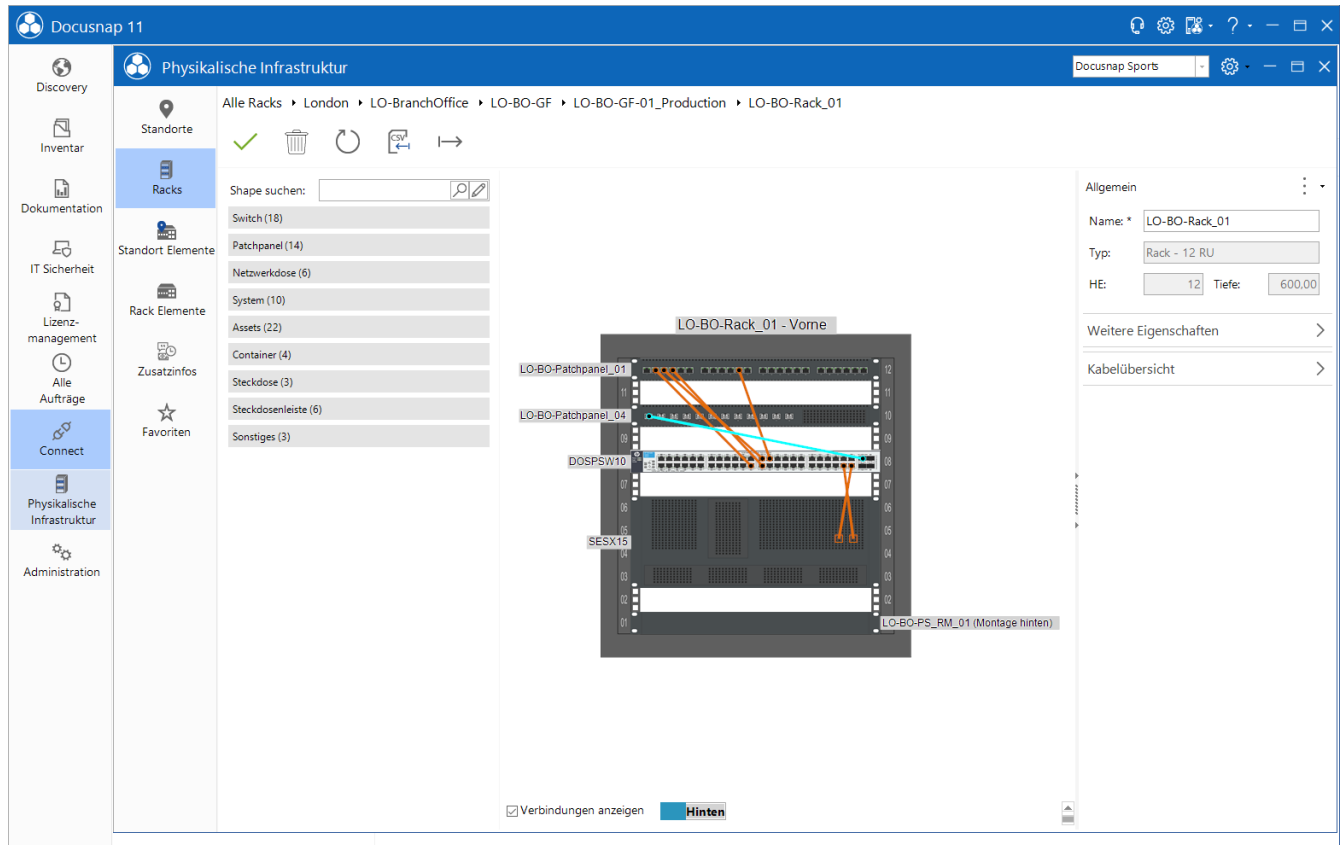 Docusnap 11
Discovery
Inventar
Dokumentation
IT Sicherheit
Lizenz-
management
Alle
Aufträge
Connect
Physikalische
Infrastruktur
Administration
Physikalische Infrastruktur
Docusnap Sports
Standorte
Racks
Standort Elemente
Rack Elemente
Zusatzinfos
Favoriten
Alle Racks London LO-BranchOffice LO-BO-GF LO-BO-GF-01_Production LO-BO-Rack_01
CSV
Shape suchen:
Switch (18)
Patchpanel (14)
Netzwerkdose (6)
System (10)
Assets (22)
Container (4)
Steckdose (3)
Steckdosenleiste (6)
Sonstiges (3)
LO-BO-Rack_01 - Vorne
LO-BO-Patchpanel_01 12
11 11
LO-BO-Patchpanel_04 10
09 09
DOSPSW10 08
07 07
06 06
05 05
SESX15
04 04
03 03
02 02
01
LO-BO-PS_RM_01 (Montage hinten)
Verbindungen anzeigen
Hinten
Allgemein
Name: * LO-BO-Rack_01
Typ: Rack - 12 RU
HE: 12 Tiefe: 600,00
Weitere Eigenschaften
Kabelübersicht